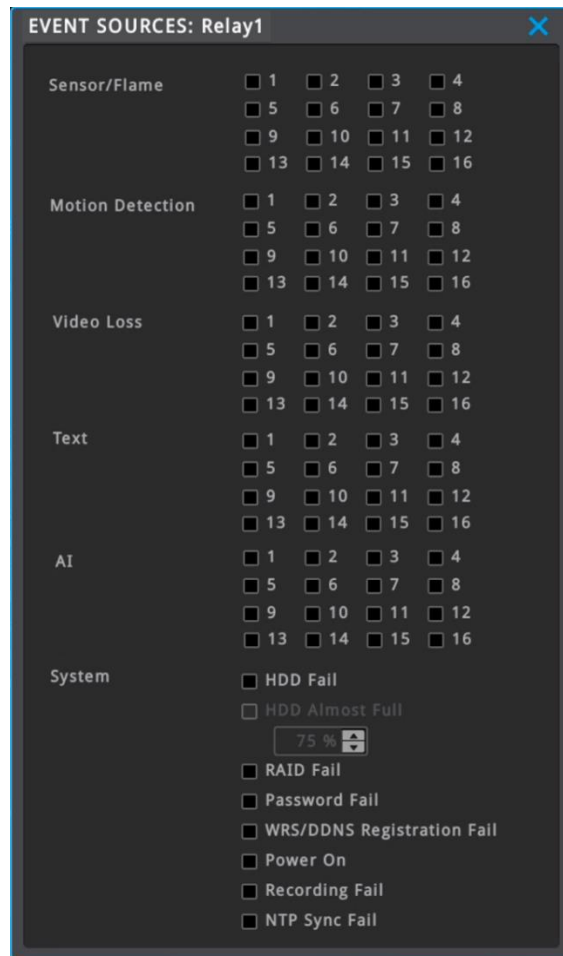 EVENT SOURCES: Relay1
Sensor/Flame 1 2 3 4
5 6 7 8
9 10 11 12
13 14 15 16
Motion Detection 1 2 3 4
5 6 7 8
9 10 11 12
13 14 15 16
Video Loss 1 2 3 4
5 6 7 8
9 10 11 12
13 14 15 16
Text 1 2 3 4
5 6 7 8
9 10 11 12
13 14 15 16
AI 1 2 3 4
5 6 7 8
9 10 11 12
13 14 15 16
System HDD Fail
HDD Almost Full
75 %
RAID Fail
Password Fail
WRS/DDNS Registration Fail
Power On
Recording Fail
NTP Sync Fail